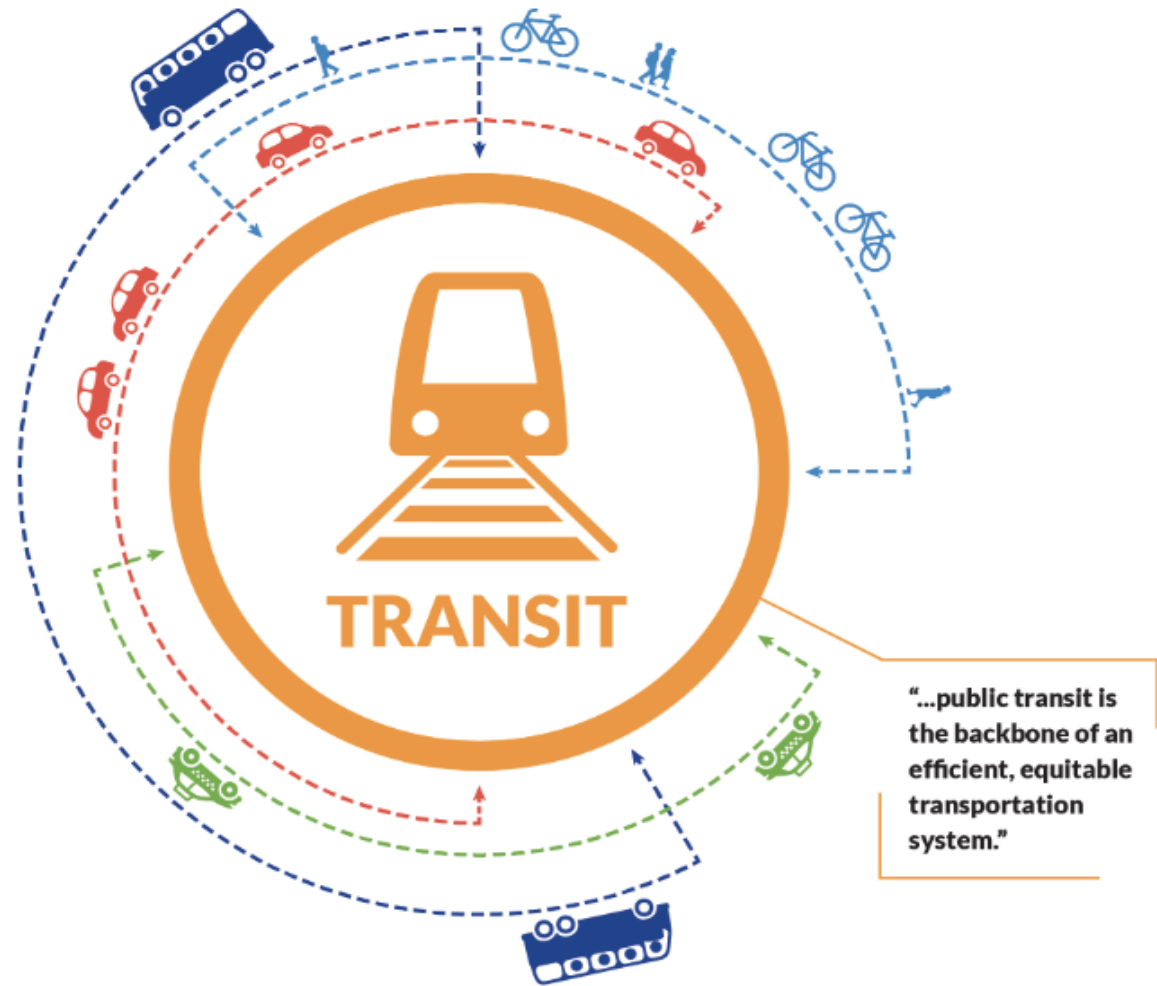 TRANSIT
“...public transit is
the backbone of an
efficient, equitable
transportation
system.”